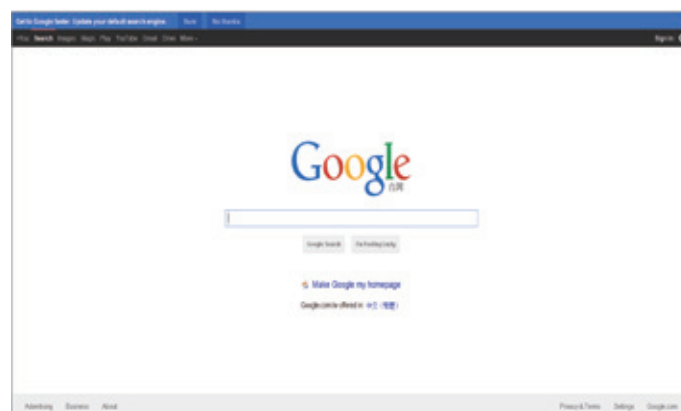 Get to Google faster. Update your default search engine. Sure No thanks
+You Search Images Maps Play YouTube Gmail Drive More Sign in
Google
台灣
Google Search I'm Feeling Lucky
Make Google my homepage
Google.com.tw offered in: 中文 (繁體)
Advertising Business About Privacy & Terms Settings Google.com